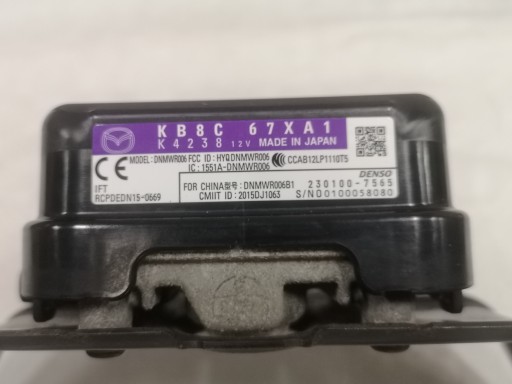 KB8C 67XA1
K4238 12V MADE IN JAPAN
CE MODEL: DNMWR006 FCC ID: HYQDNMWR006
IC: 1551A-DNMWR006
CCAB12LP1110T5
IFT
RCPDEDN15-0669
FOR CHINA型号: DNMWR006B1
CMIIT ID: 2015DJ1063
DENSO
230100-7565
S/N00100058080